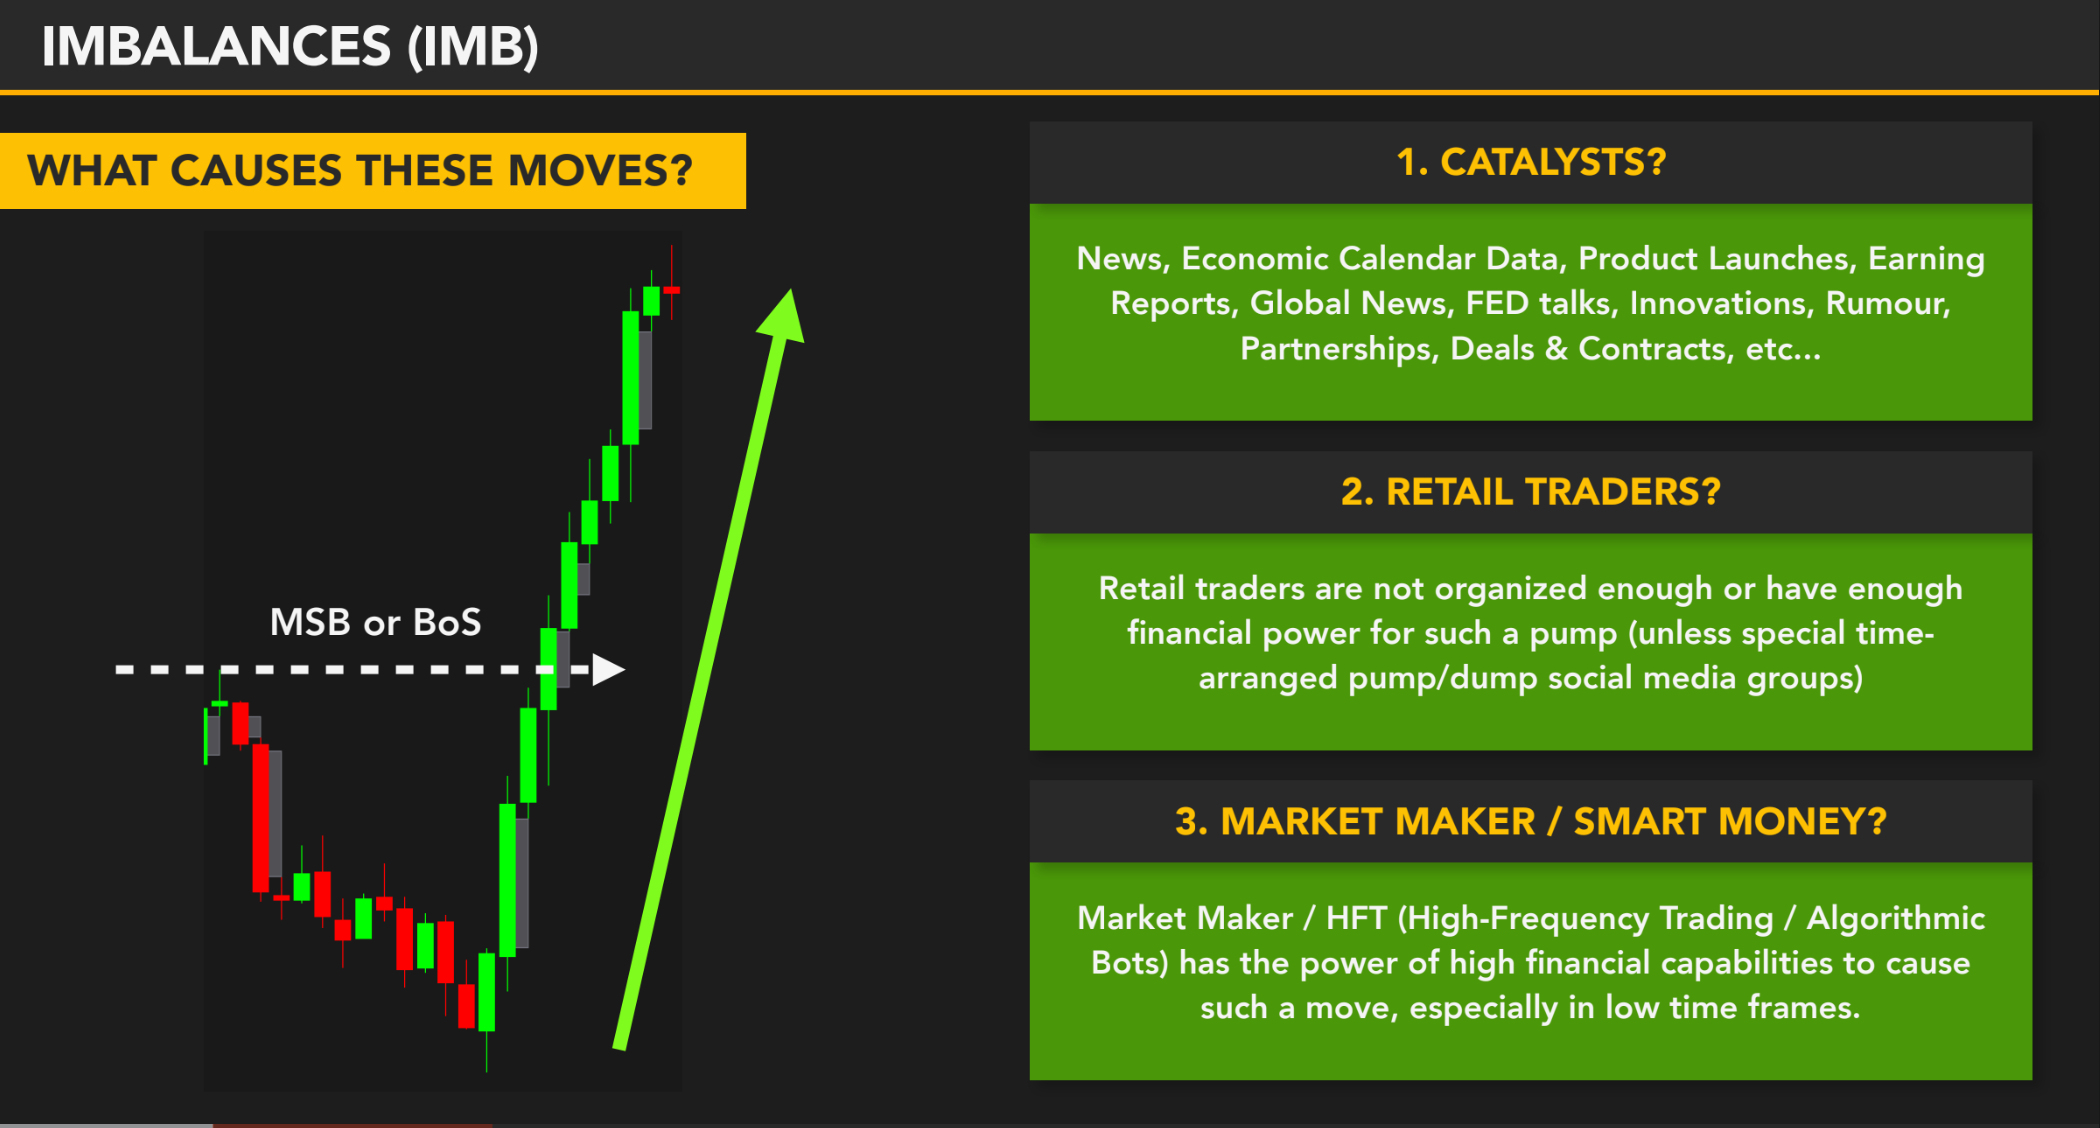 IMBALANCES (IMB)
WHAT CAUSES THESE MOVES?
MSB or BoS
1. CATALYSTS?
News, Economic Calendar Data, Product Launches, Earning
Reports, Global News, FED talks, Innovations, Rumour,
Partnerships, Deals & Contracts, etc...
2. RETAIL TRADERS?
Retail traders are not organized enough or have enough
financial power for such a pump (unless special time-
arranged pump/dump social media groups)
3. MARKET MAKER / SMART MONEY?
Market Maker / HFT (High-Frequency Trading / Algorithmic
Bots) has the power of high financial capabilities to cause
such a move, especially in low time frames.